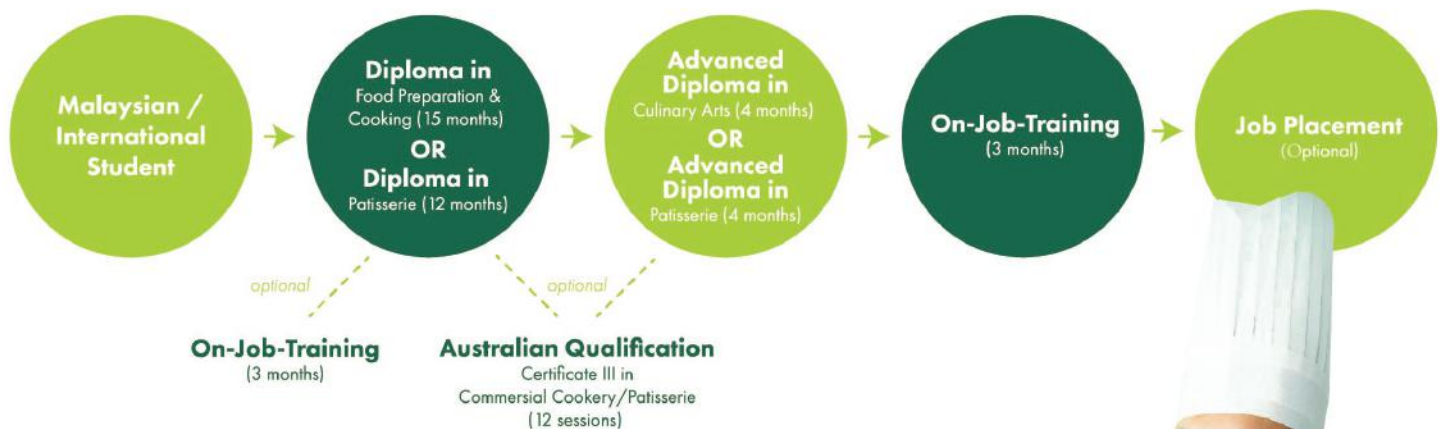 Malaysian /
International
Student
Diploma in
Food Preparation &
Cooking (15 months)
OR
Diploma in
Patisserie (12 months)
Advanced
Diploma in
Culinary Arts (4 months)
OR
Advanced
Diploma in
Patisserie (4 months)
On-Job-Training
(3 months)
Job Placement
(Optional)
optional
On-Job-Training
(3 months)
optional
Australian Qualification
Certificate III in
Commersial Cookery/Patisserie
(12 sessions)